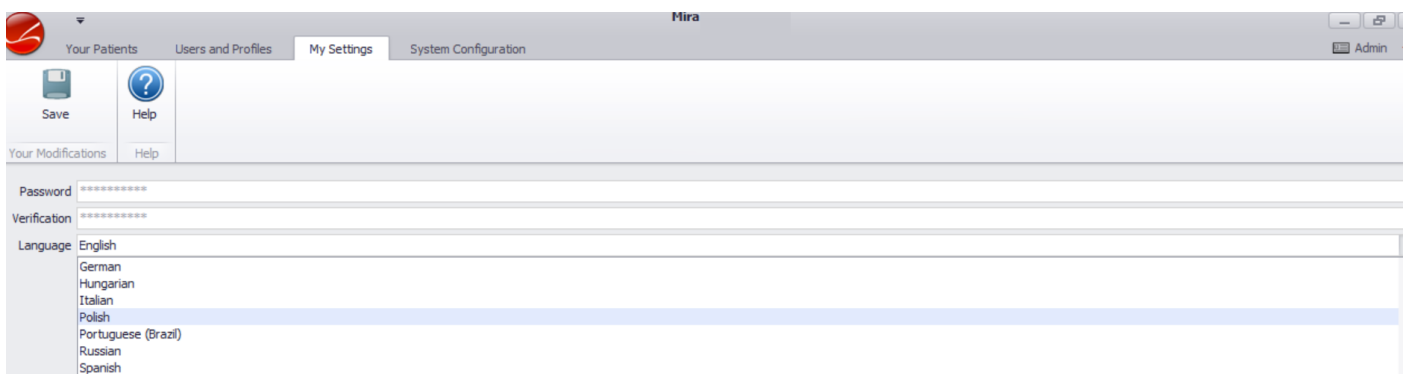 Mira
Your Patients Users and Profiles My Settings System Configuration Admin
Save Help
Your Modifications Help
Password **********
Verification **********
Language English
German
Hungarian
Italian
Polish
Portuguese (Brazil)
Russian
Spanish